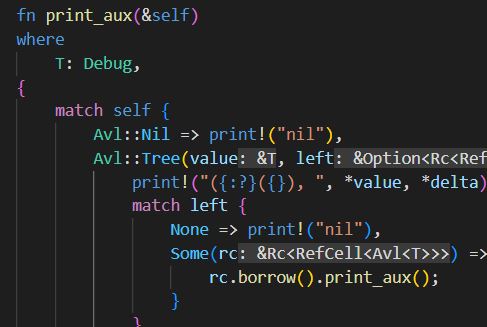 fn print_aux(&self)
where
    T: Debug,
{
    match self {
        Avl::Nil => print!("nil"),
        Avl::Tree(value: &T, left: &Option<Rc<Ref
            print!("({:?}({}), ", *value, *delta)
            match left {
                None => print!("nil"),
                Some(rc: &Rc<RefCell<Avl<T>>>) =>
                    rc.borrow().print_aux();
                }
            }